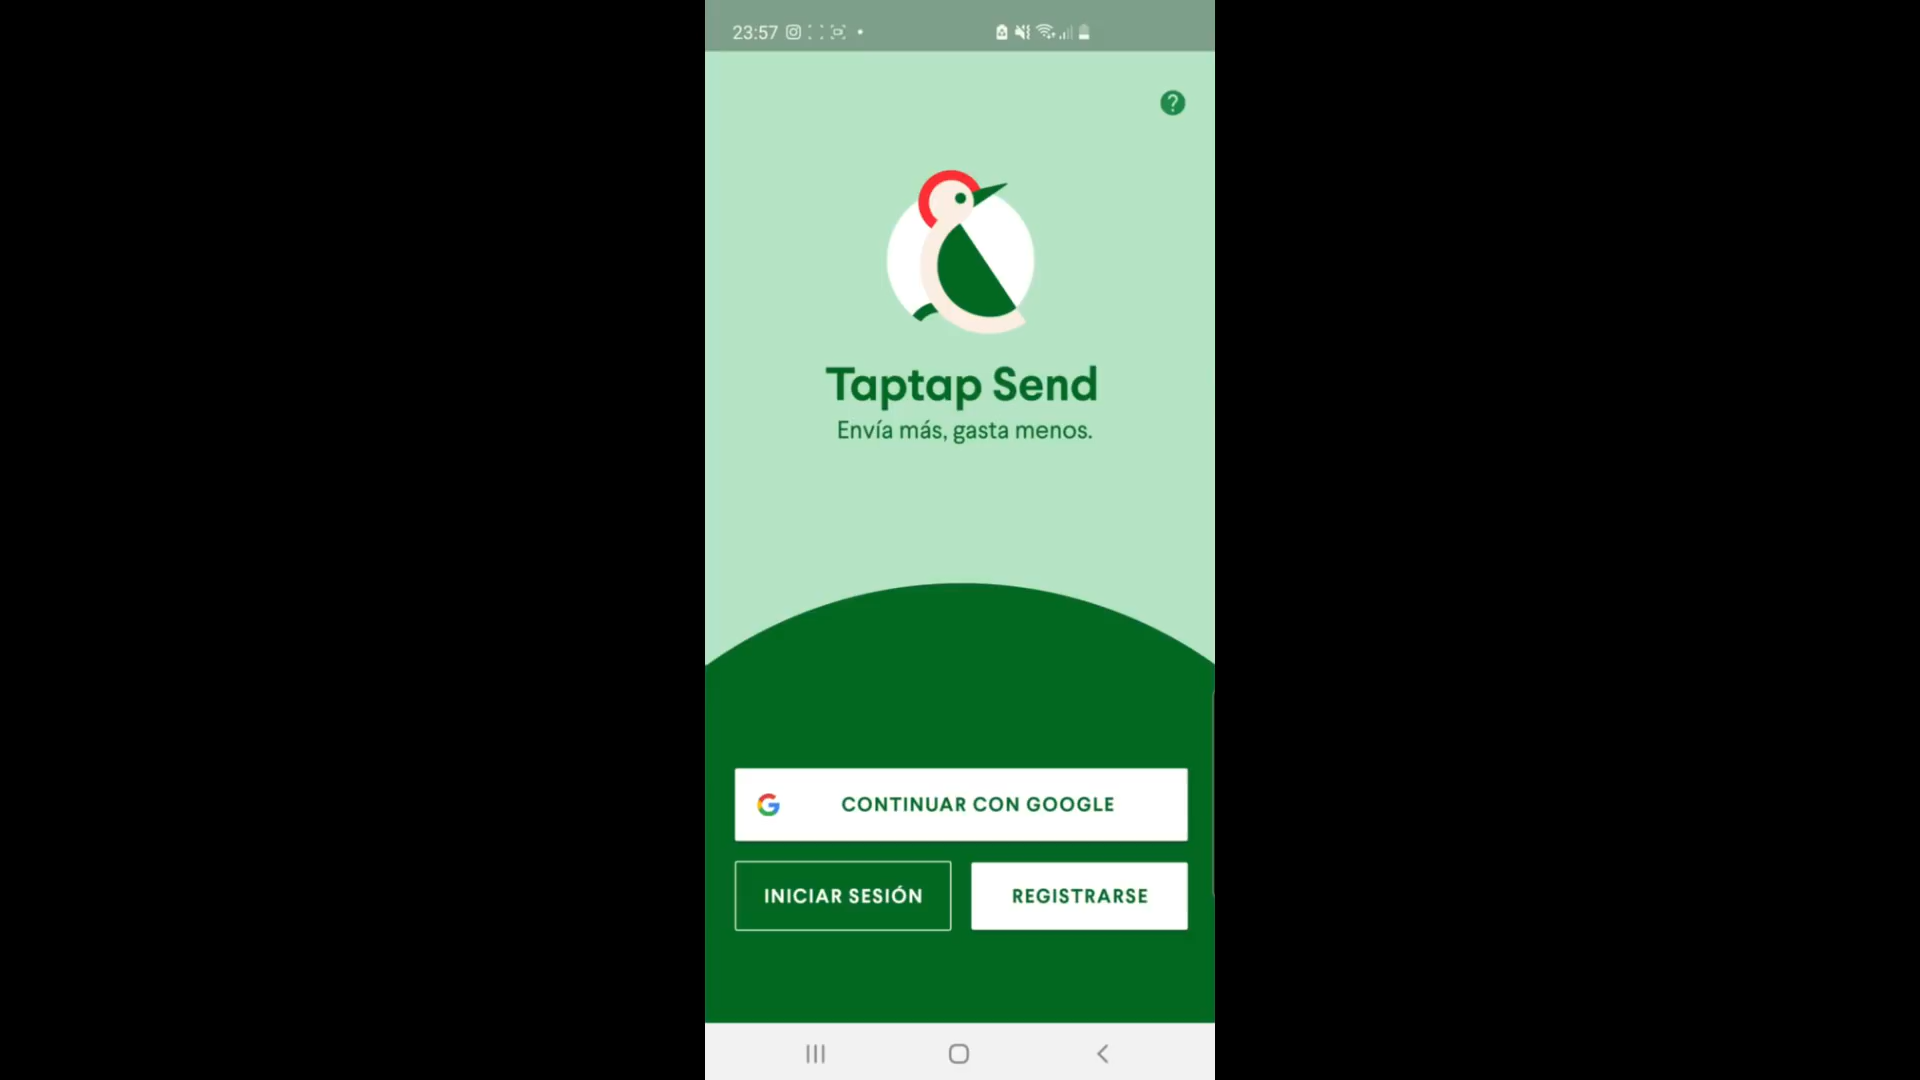 23:57
Taptap Send
Envía más, gasta menos.
CONTINUAR CON GOOGLE
INICIAR SESIÓN
REGISTRARSE